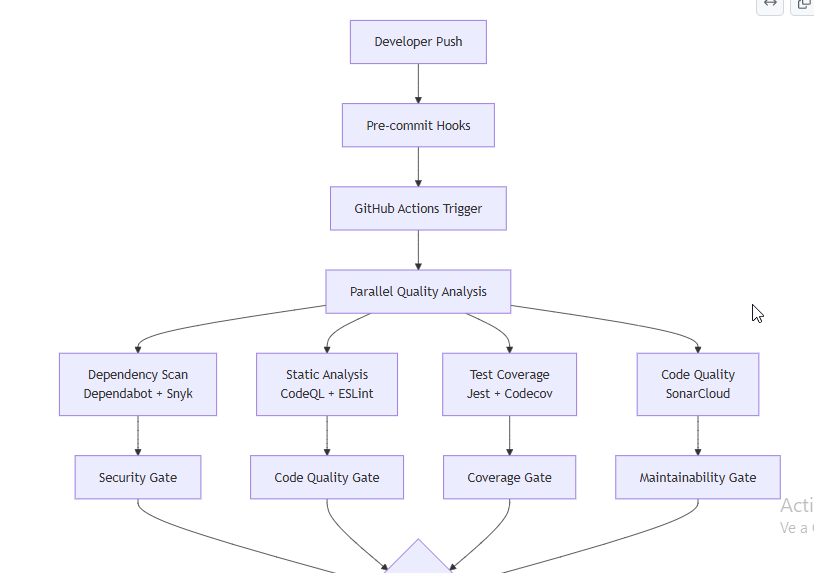 Developer Push
Pre-commit Hooks
GitHub Actions Trigger
Parallel Quality Analysis
Dependency Scan
Dependabot + Snyk
Static Analysis
CodeQL + ESLint
Test Coverage
Jest + Codecov
Code Quality
SonarCloud
Security Gate
Code Quality Gate
Coverage Gate
Maintainability Gate
Acti
Ve a